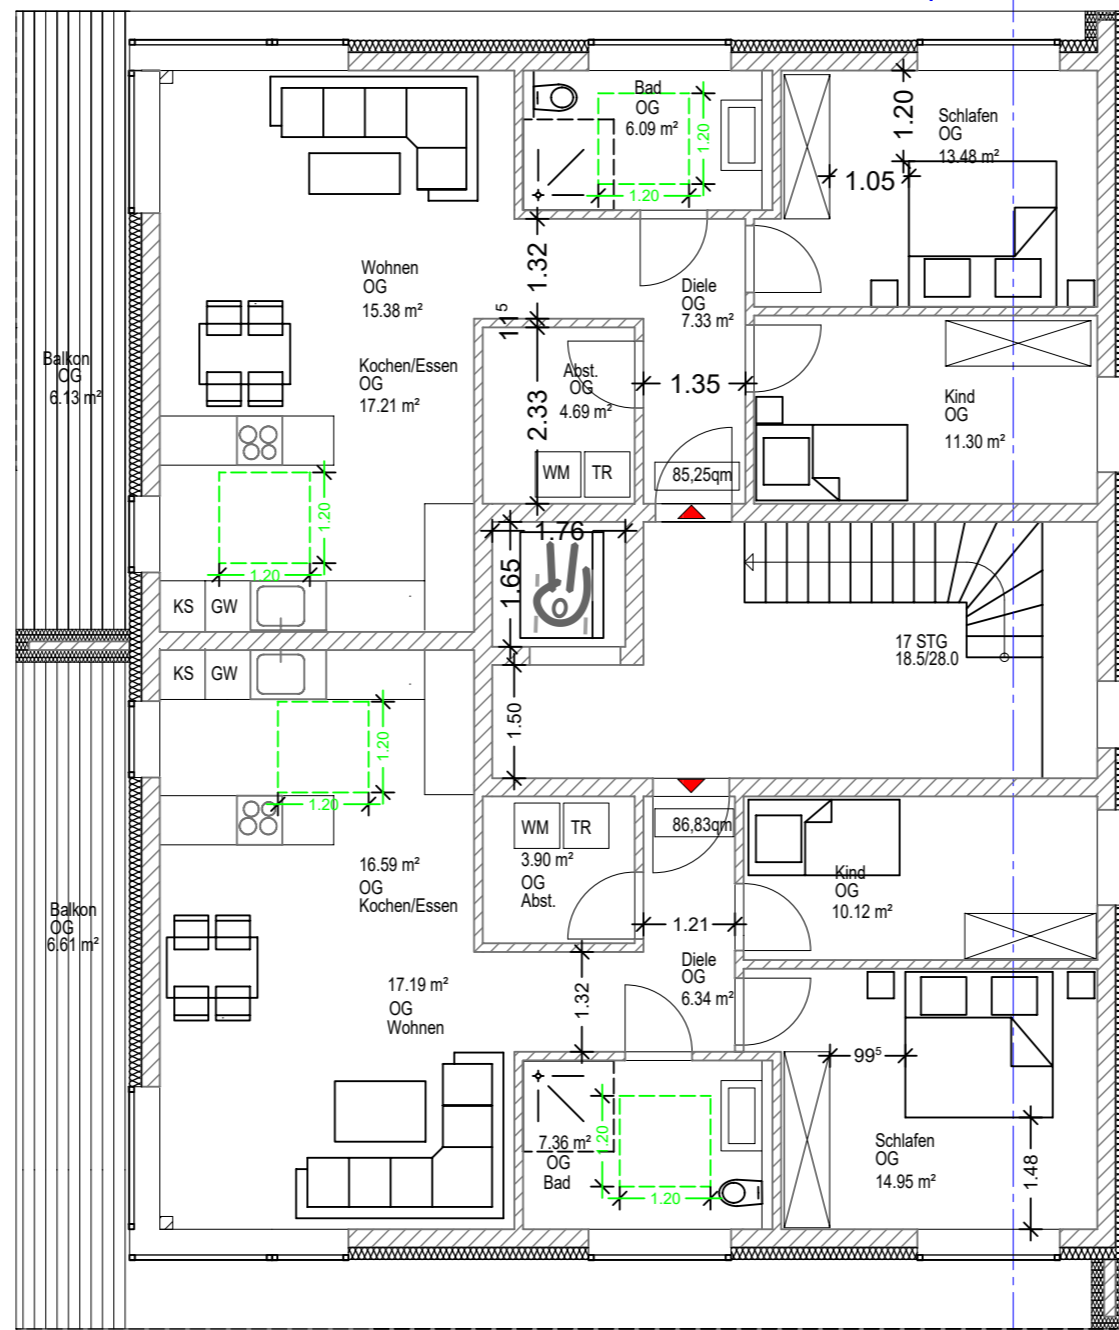 Bad
OG
6.09 m²
1.20
1.20
1.20
Schlafen
OG
13.48 m²
1.05
Wohnen
OG
15.38 m²
1.32
Diele
OG
7.33 m²
11⁵
Balkon
OG
6.13 m²
Kochen/Essen
OG
17.21 m²
Abst.
OG
4.69 m²
2.33
1.35
Kind
OG
11.30 m²
WM
TR
85,25qm
1.20
1.20
1.76
1.65
KS
GW
17 STG
18.5/28.0
KS
GW
1.20
1.20
1.50
WM
TR
86,83qm
3.90 m²
OG
Abst.
16.59 m²
OG
Kochen/Essen
Kind
OG
10.12 m²
Balkon
OG
6.61 m²
1.21
Diele
OG
6.34 m²
17.19 m²
OG
Wohnen
1.32
99⁵
7.36 m²
OG
Bad
1.20
1.20
Schlafen
OG
14.95 m²
1.48